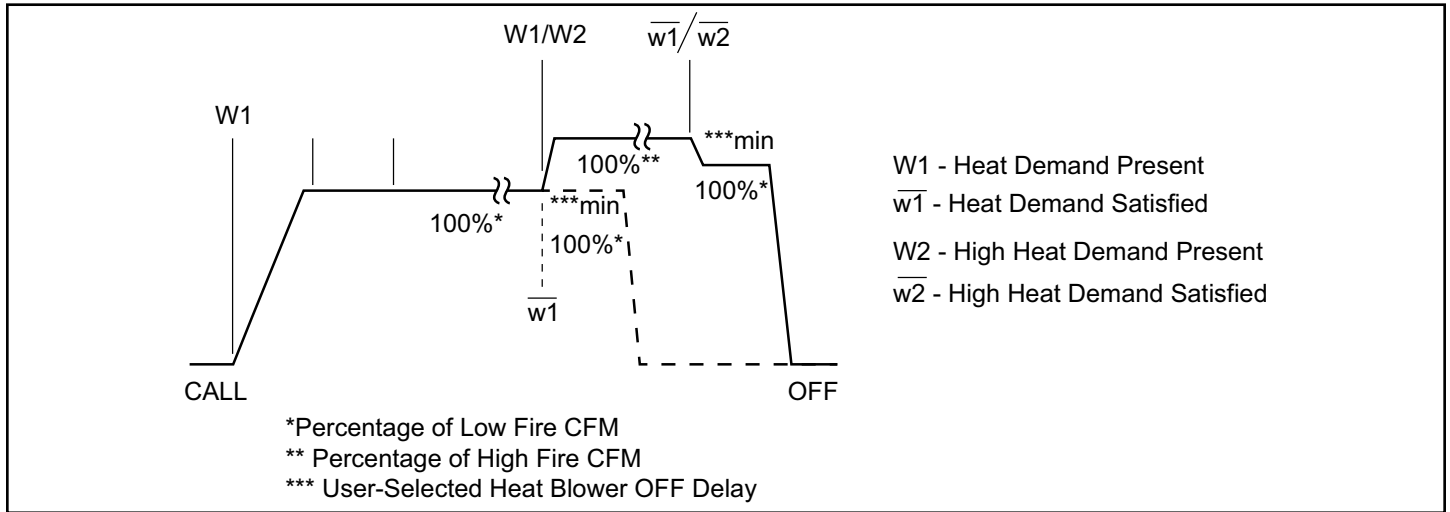 W1/W2
w1/w2
W1
***min
100%**
100%*
100%*
***min
100%*
w1
CALL
OFF
W1 - Heat Demand Present
w1 - Heat Demand Satisfied
W2 - High Heat Demand Present
w2 - High Heat Demand Satisfied
*Percentage of Low Fire CFM
** Percentage of High Fire CFM
*** User-Selected Heat Blower OFF Delay